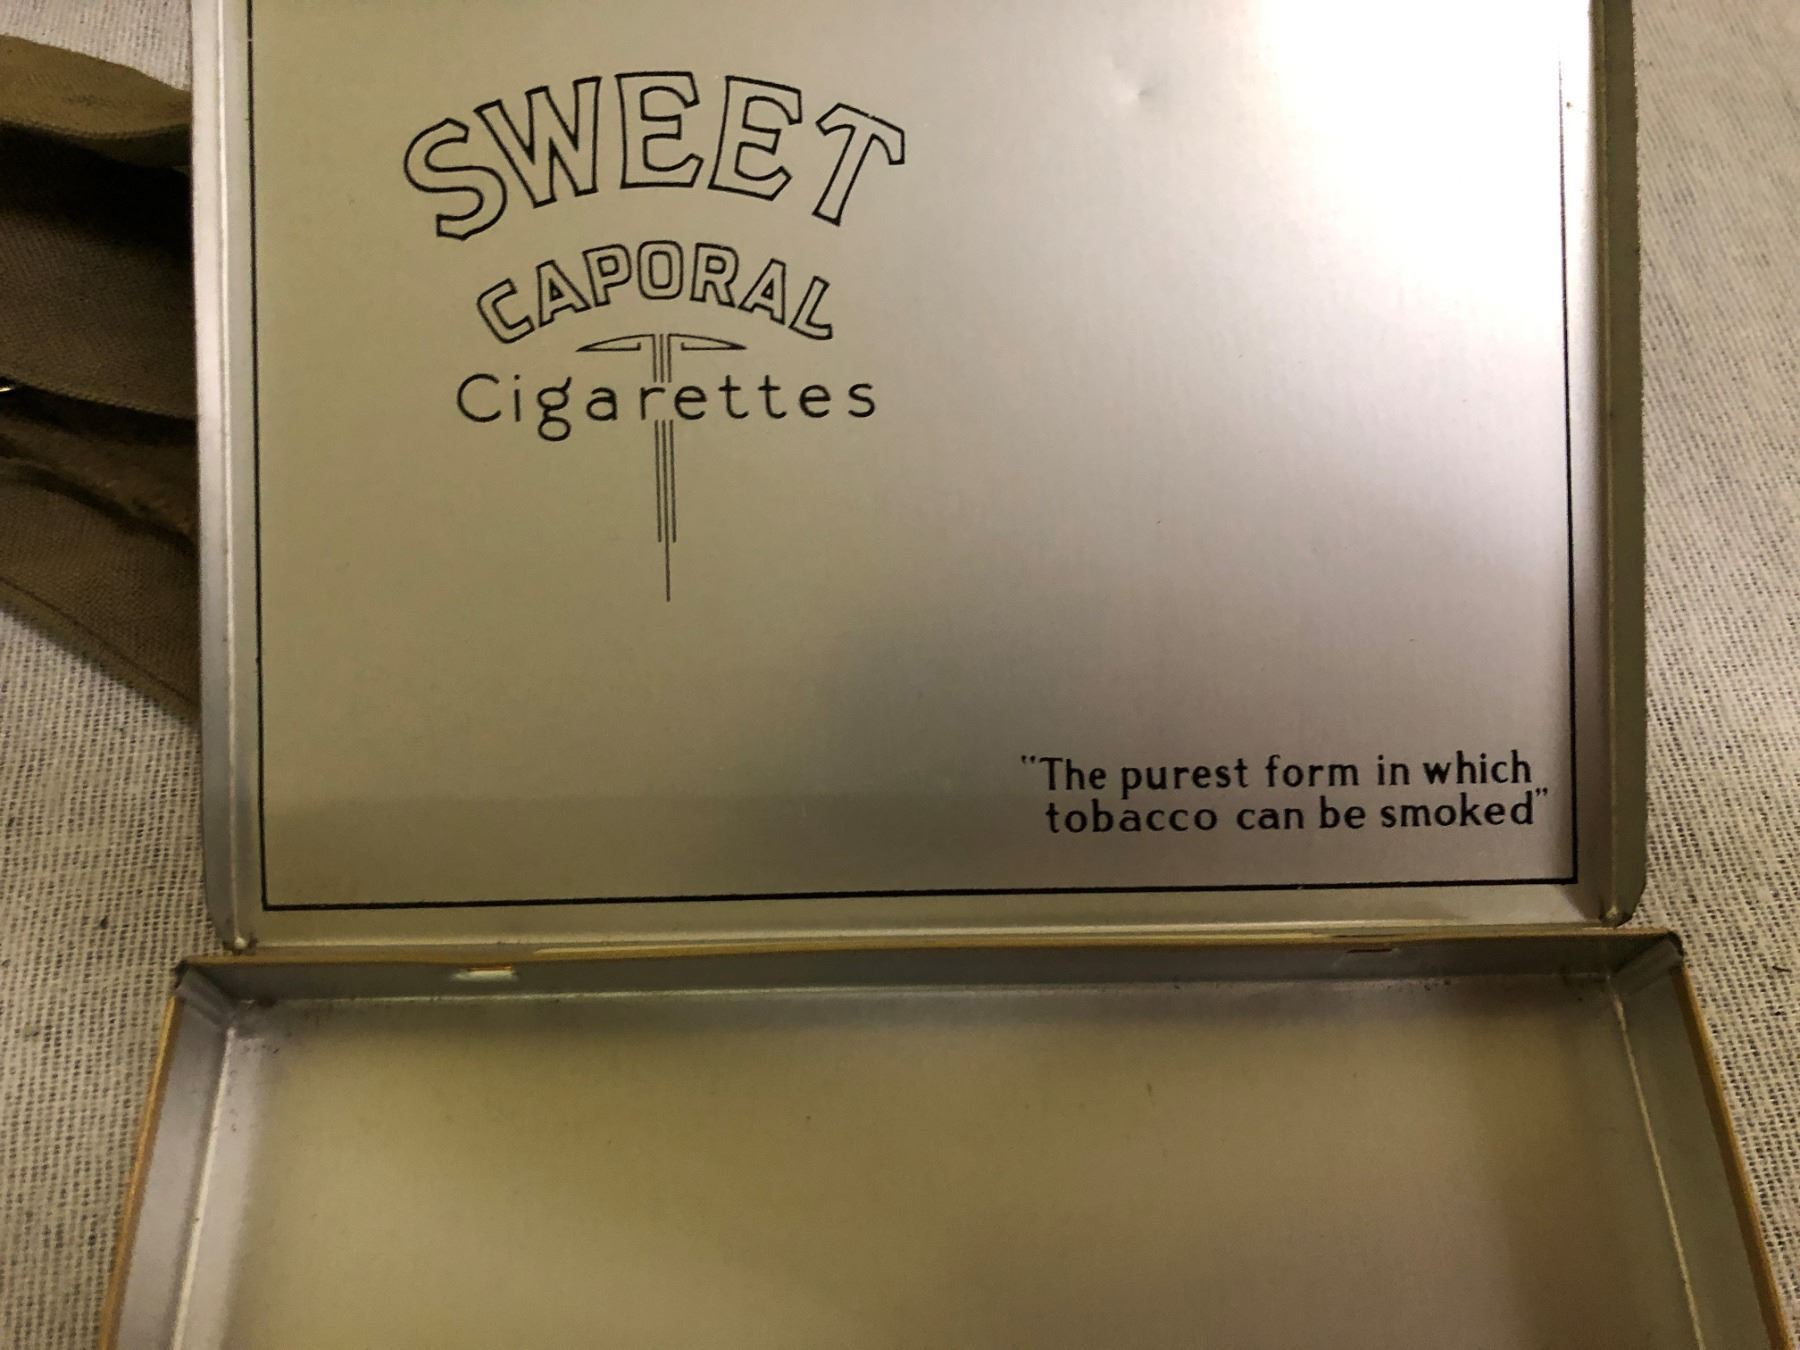 SWEET
CAPORAL
Cigarettes
"The purest form in which
tobacco can be smoked"